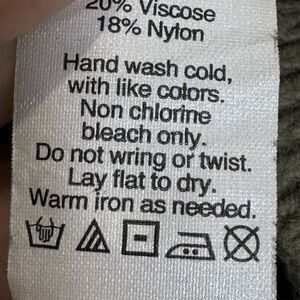 20% Viscose
18% Nylon
Hand wash cold,
with like colors.
Non chlorine
bleach only.
Do not wring or twist.
Lay flat to dry.
Warm iron as needed.